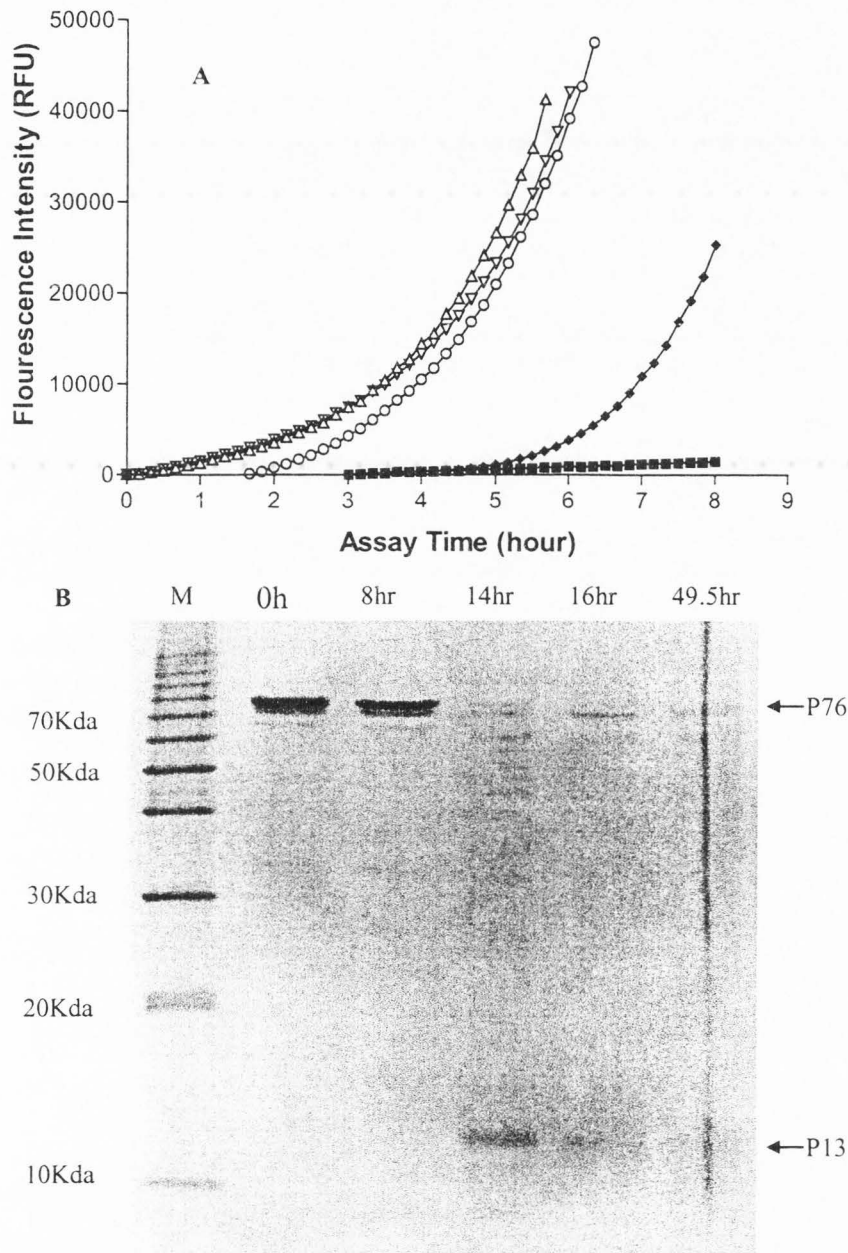 A
Flourescence Intensity (RFU)
50000
40000
30000
20000
10000
0
0 1 2 3 4 5 6 7 8 9
Assay Time (hour)
B M 0h 8hr 14hr 16hr 49.5hr
70Kda
50Kda
30Kda
20Kda
10Kda
P76
P13